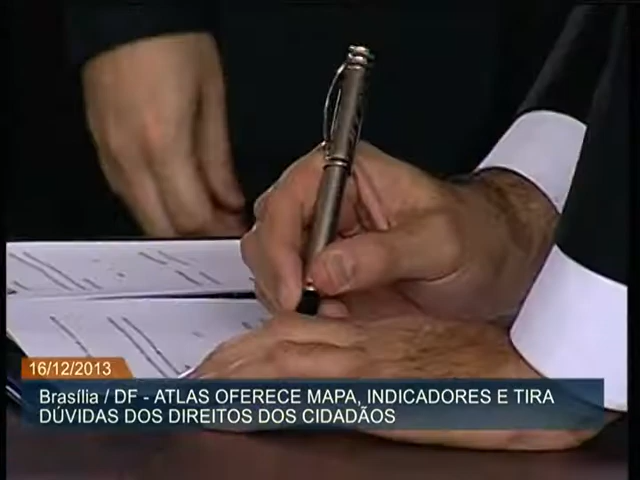 16/12/2013
Brasília / DF - ATLAS OFERECE MAPA, INDICADORES E TIRA
DÚVIDAS DOS DIREITOS DOS CIDADÃOS